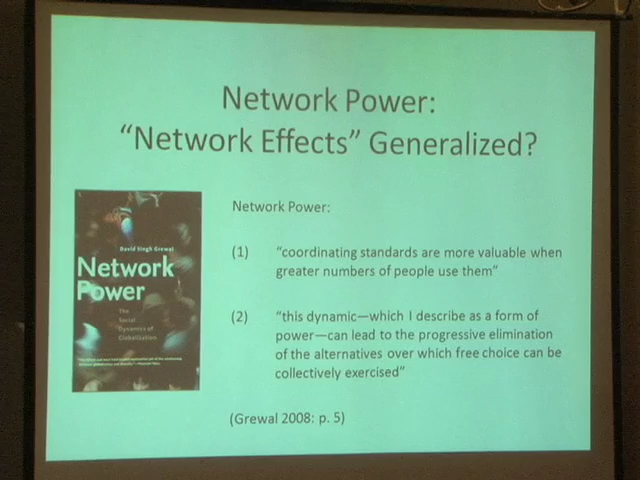 Network Power:
“Network Effects” Generalized?
Network Power:
(1) “coordinating standards are more valuable when
greater numbers of people use them”
(2) “this dynamic—which I describe as a form of
power—can lead to the progressive elimination
of the alternatives over which free choice can be
collectively exercised”
(Grewal 2008: p. 5)
David Singh Grewal
Network
Power
The
Social
Dynamics of
Globalization